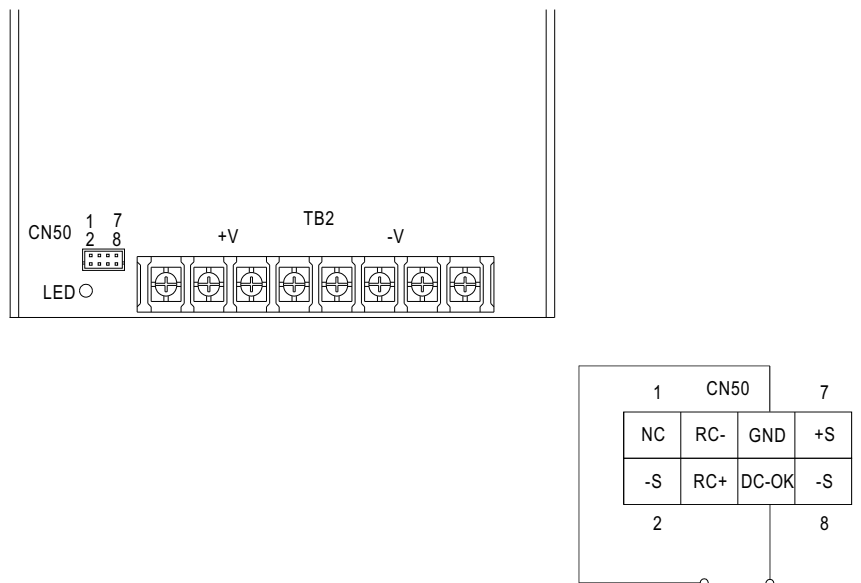 TB2
CN50 1 7
2 8
+V -V
LED
CN50
1 7
NC RC- GND +S
-S RC+ DC-OK -S
2 8